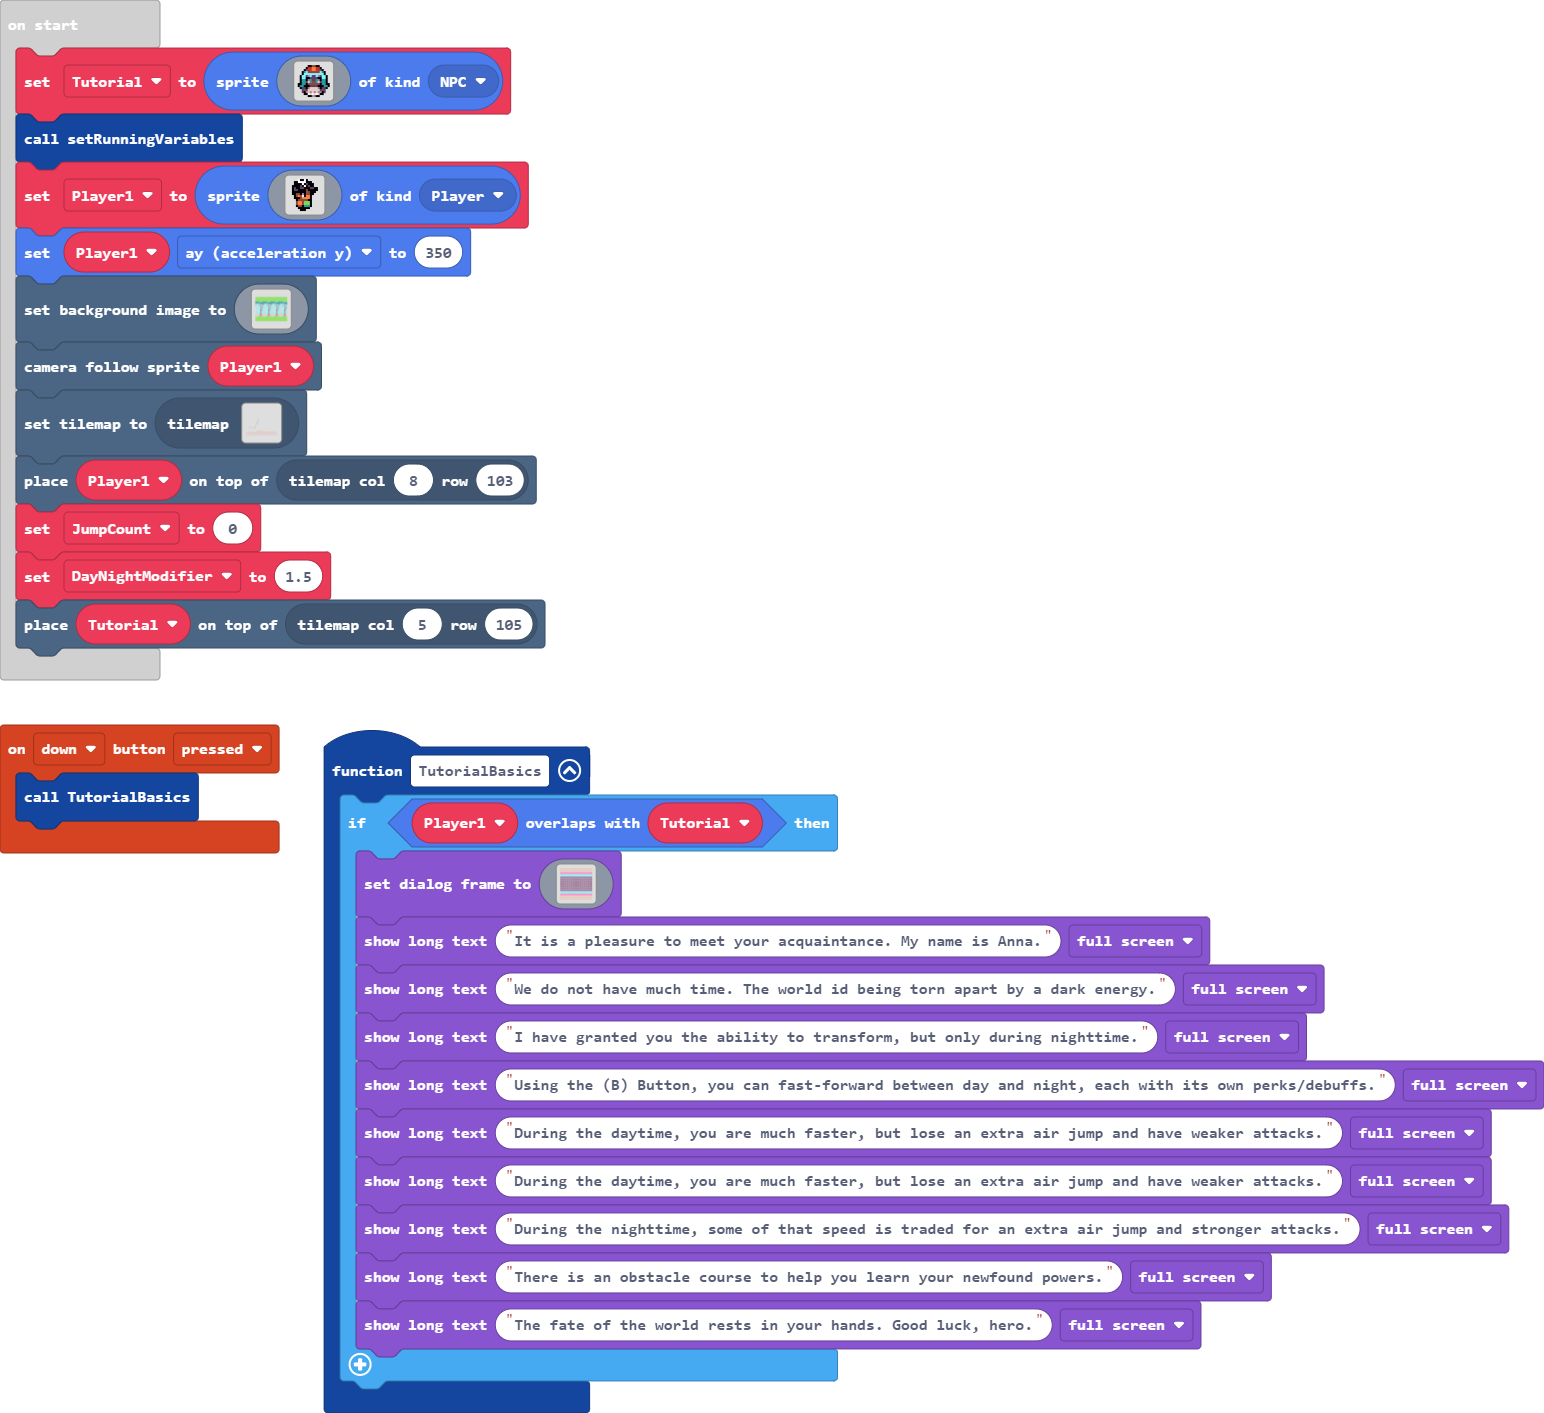 on start
set Tutorial to sprite of kind NPC
call setRunningVariables
set Player1 to sprite of kind Player
set Player1 ay (acceleration y) to 350
set background image to
camera follow sprite Player1
set tilemap to tilemap
place Player1 on top of tilemap col 8 row 103
set JumpCount to 0
set DayNightModifier to 1.5
place Tutorial on top of tilemap col 5 row 105
on down button pressed
call TutorialBasics
function TutorialBasics
if Player1 overlaps with Tutorial then
set dialog frame to
show long text "It is a pleasure to meet your acquaintance. My name is Anna." full screen
show long text "We do not have much time. The world id being torn apart by a dark energy." full screen
show long text "I have granted you the ability to transform, but only during nighttime." full screen
show long text "Using the (B) Button, you can fast-forward between day and night, each with its own perks/debuffs." full screen
show long text "During the daytime, you are much faster, but lose an extra air jump and have weaker attacks." full screen
show long text "During the daytime, you are much faster, but lose an extra air jump and have weaker attacks." full screen
show long text "During the nighttime, some of that speed is traded for an extra air jump and stronger attacks." full screen
show long text "There is an obstacle course to help you learn your newfound powers." full screen
show long text "The fate of the world rests in your hands. Good luck, hero." full screen